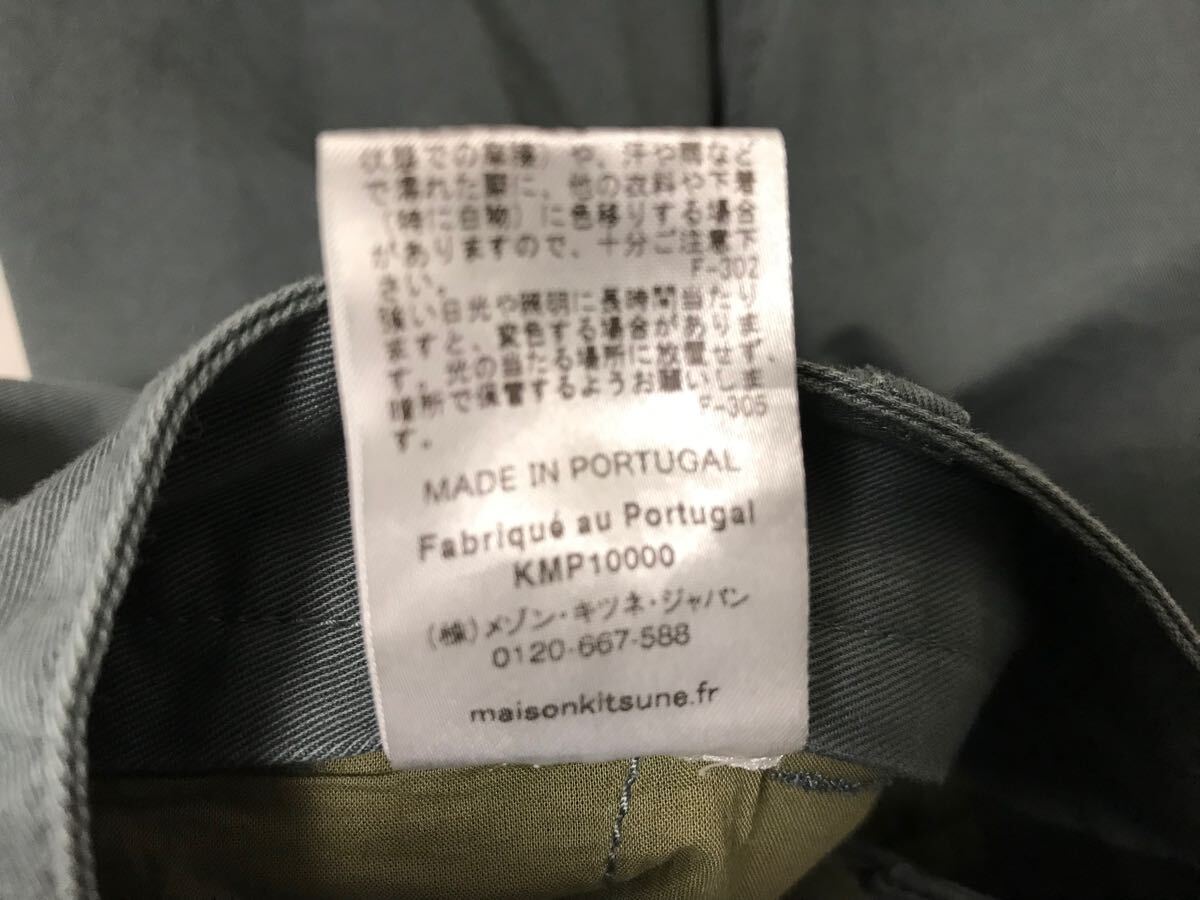 状態での摩擦）や、汗や雨など
で濡れた際に、他の衣料や下着
（特に白物）に色移りする場合
がありますので、十分ご注意下
さい。
F-302
強い日光や照明に長時間当たり
ますと、変色する場合がありま
す。光の当たる場所に放置せず、
暗所で保管するようお願いしま
す。
F-305
MADE IN PORTUGAL
Fabriqué au Portugal
KMP10000
（株）メゾン・キツネ・ジャパン
0120-667-588
maisonkitsune.fr